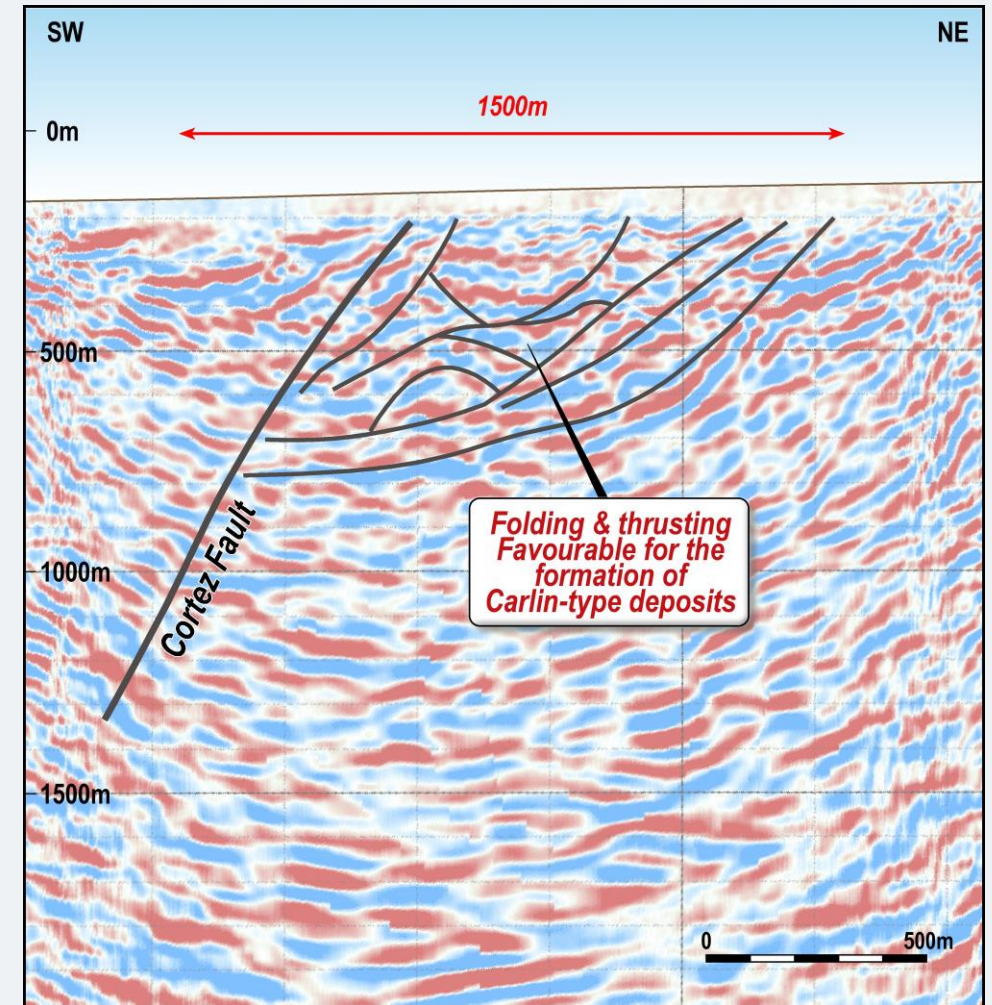 SW
NE
1500m
0m
500m
Cortez Fault
Folding & thrusting
Favourable for the
formation of
Carlin-type deposits
1000m
1500m
0
500m